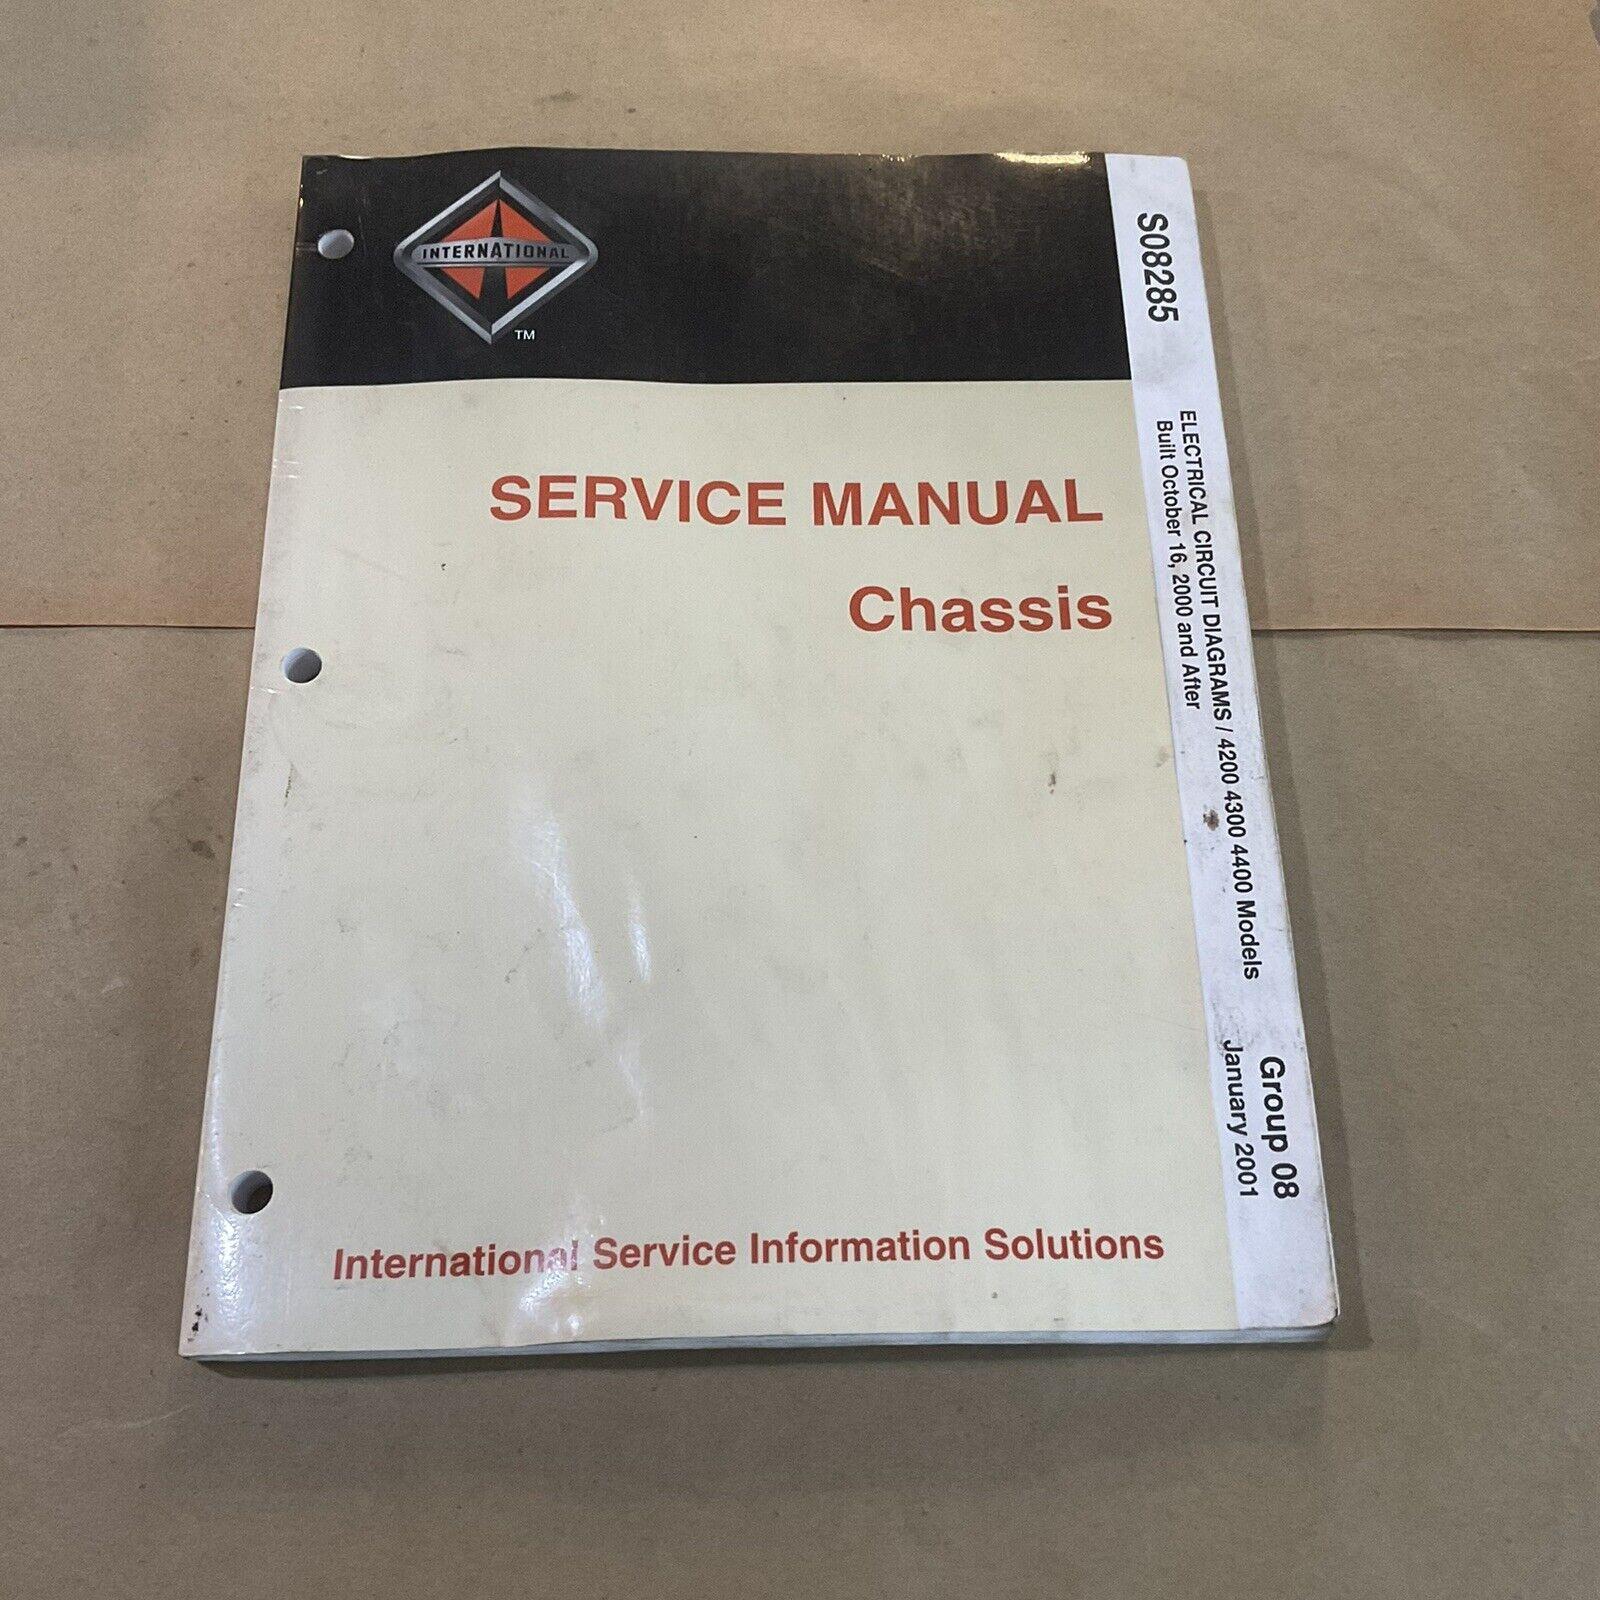 INTERNATIONAL
TM
SERVICE MANUAL
Chassis
International Service Information Solutions
S08285
ELECTRICAL CIRCUIT DIAGRAMS / 4200 4300 4400 Models
Built October 16, 2000 and After
Group 08
January 2001